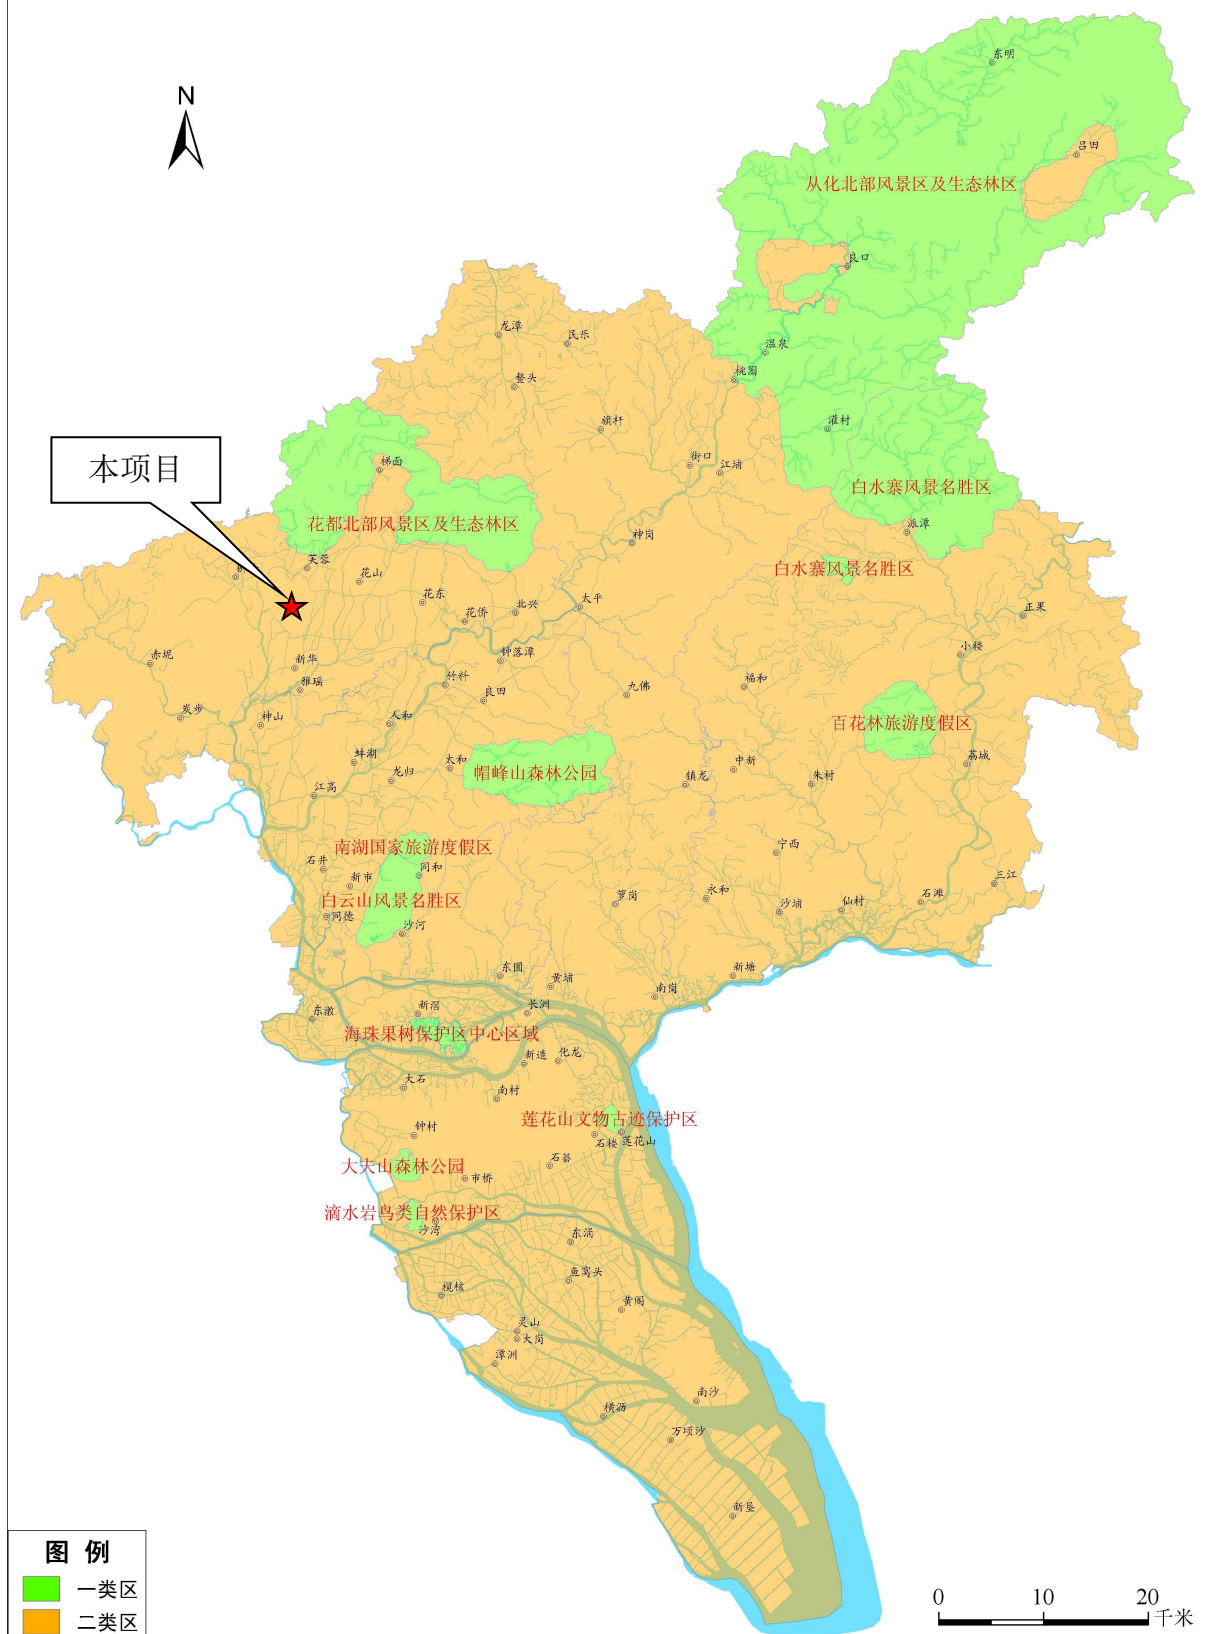 N
东明
吕田
从化北部风景区及生态林区
良口
龙潭
民乐
温泉
鳌头
桃园
旗杆
灌村
本项目
梯面
街口
江埔
白水寨风景名胜区
花都北部风景区及生态林区
派潭
神岗
芙蓉
白水寨风景名胜区
花山
花东
北兴
太平
花侨
正果
赤坭
新华
钟落潭
小楼
雅瑶
竹料
良田
九佛
福和
炭步
神山
人和
百花林旅游度假区
蚌湖
太和
龙归
帽峰山森林公园
镇龙
中新
朱村
荔城
江高
南湖国家旅游度假区
宁西
石井
同和
新市
三江
白云山风景名胜区
萝岗
永和
石滩
同德
沙河
沙埔
仙村
东圃
黄埔
新塘
南岗
东漖
新滘
长洲
海珠果树保护区中心区域
新造
化龙
大石
南村
莲花山文物古迹保护区
钟村
石楼
莲花山
大夫山森林公园
石碁
市桥
滴水岩鸟类自然保护区
沙湾
东涌
鱼窝头
榄核
黄阁
灵山
大岗
潭洲
南沙
横沥
万顷沙
新垦
图 例
一类区
二类区
0 10 20
千米